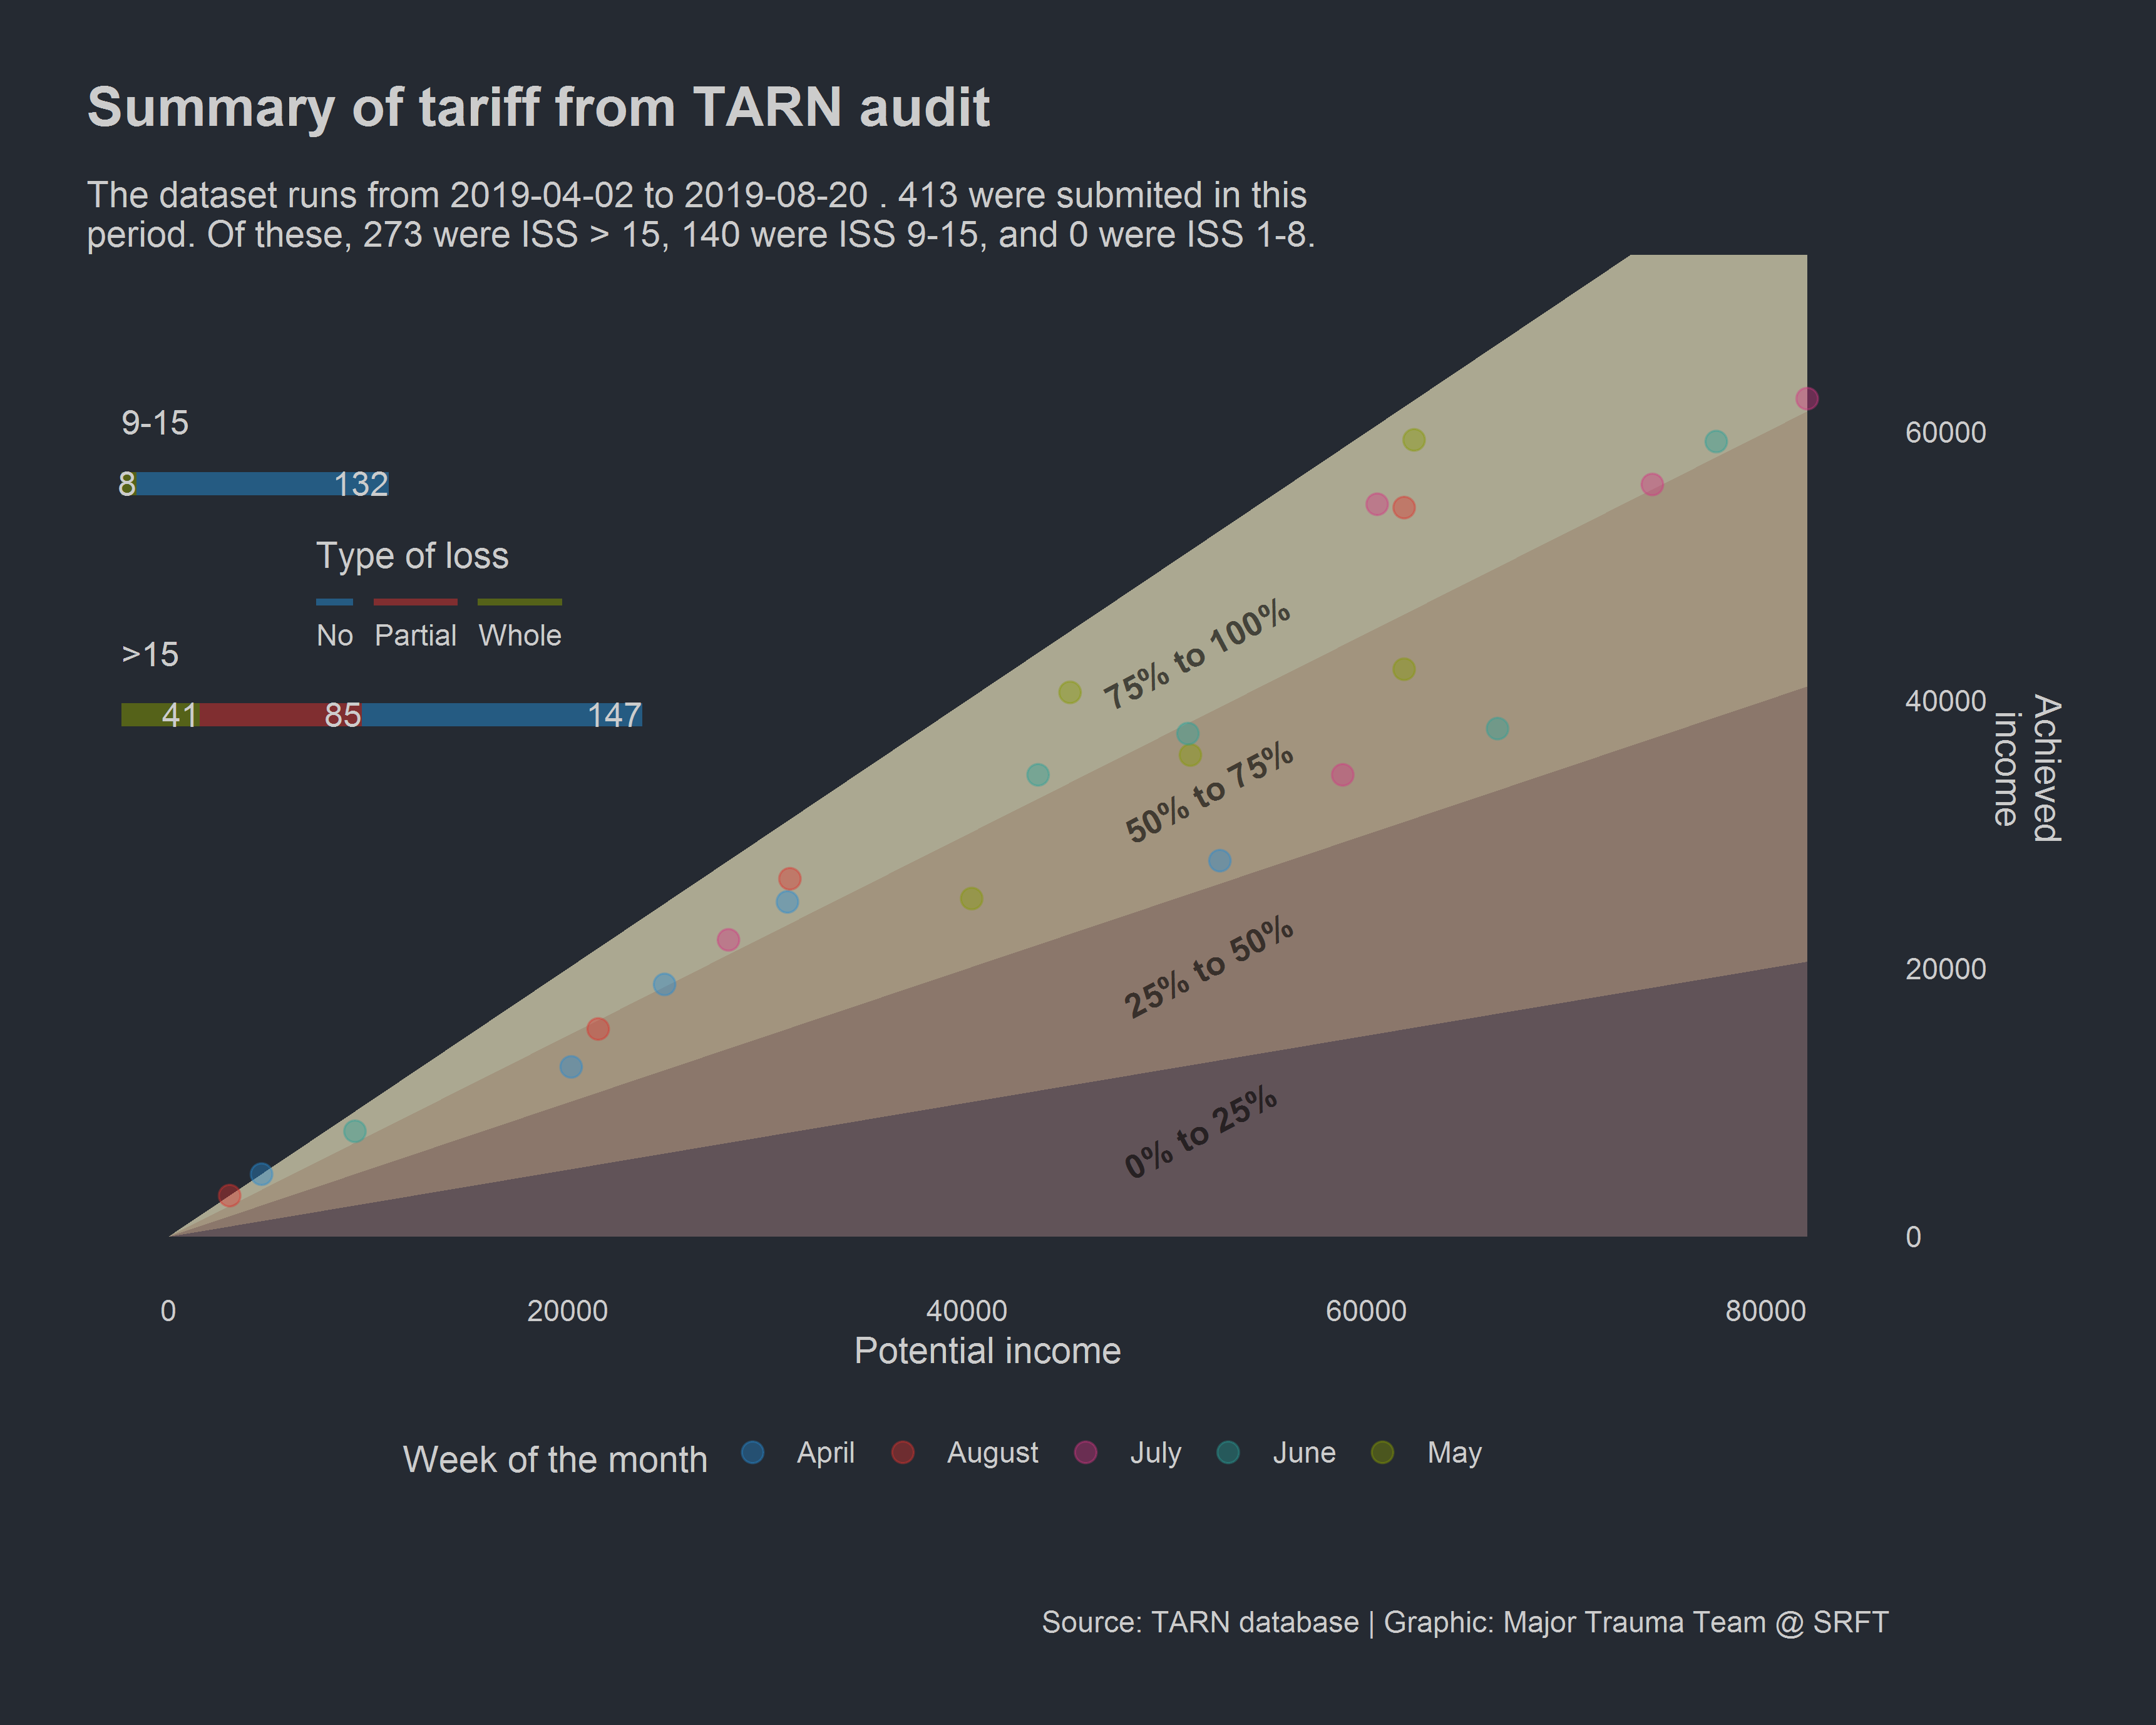 Summary of tariff from TARN audit
The dataset runs from 2019-04-02 to 2019-08-20 . 413 were submited in this
period. Of these, 273 were ISS > 15, 140 were ISS 9-15, and 0 were ISS 1-8.
9-15
8 132
Type of loss
No Partial Whole
>15
41 85 147
75% to 100%
50% to 75%
25% to 50%
0% to 25%
60000
40000
20000
0
Achieved
income
0 20000 40000 60000 80000
Potential income
Week of the month April August July June May
Source: TARN database | Graphic: Major Trauma Team @ SRFT